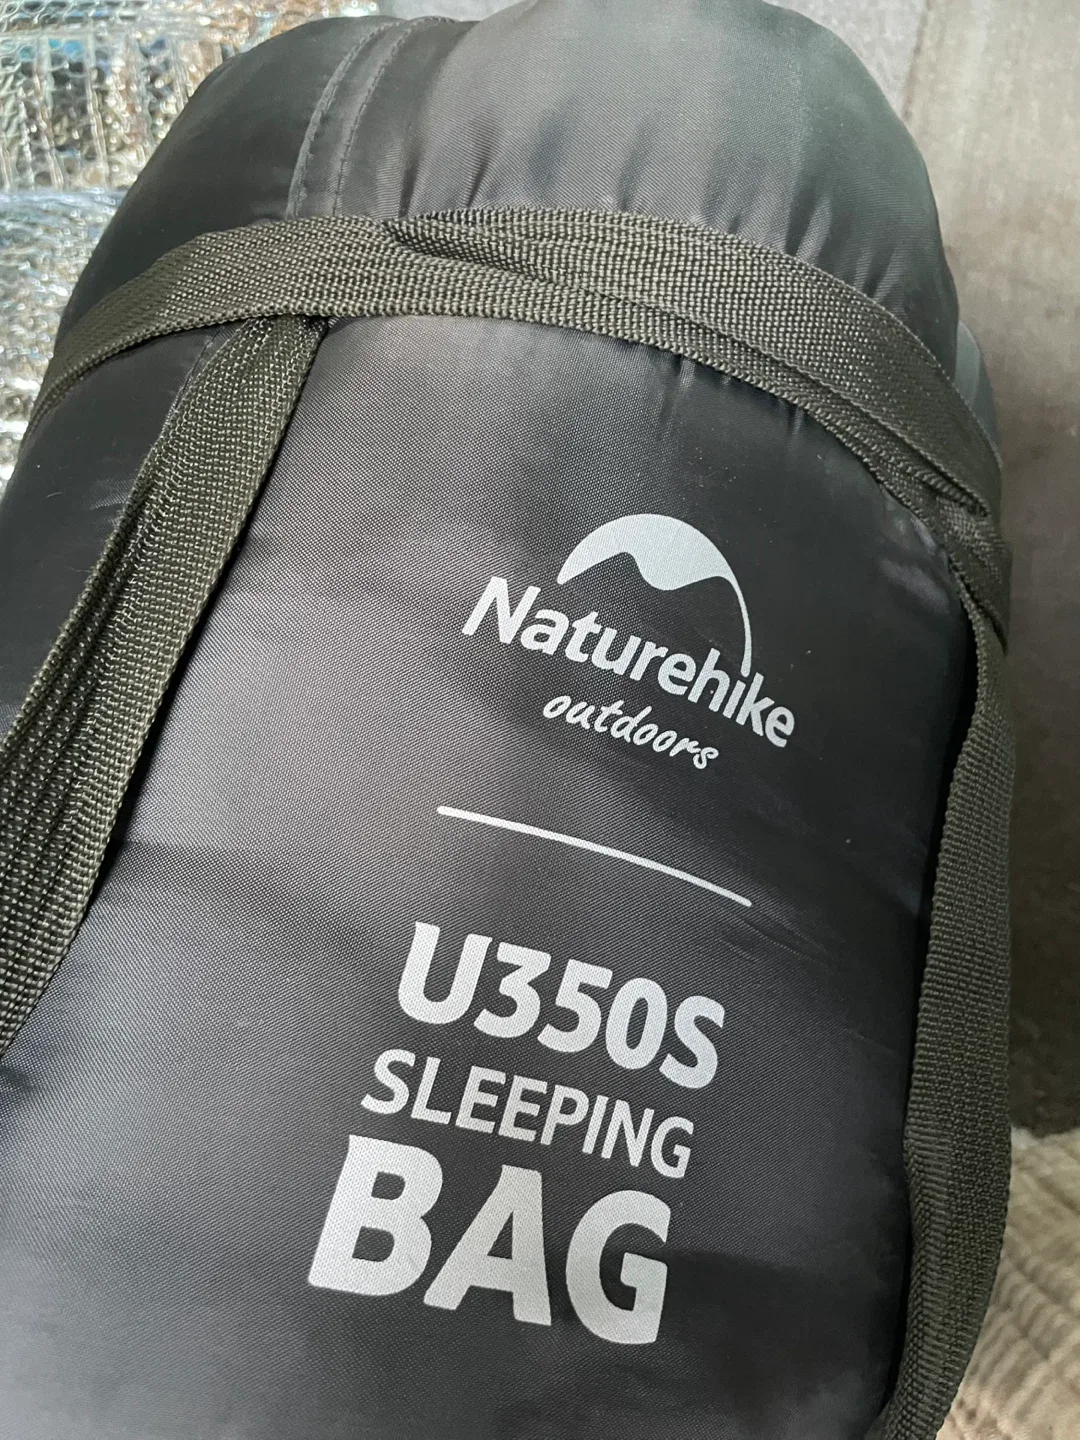 Naturehike
outdoors
U350S
SLEEPING
BAG